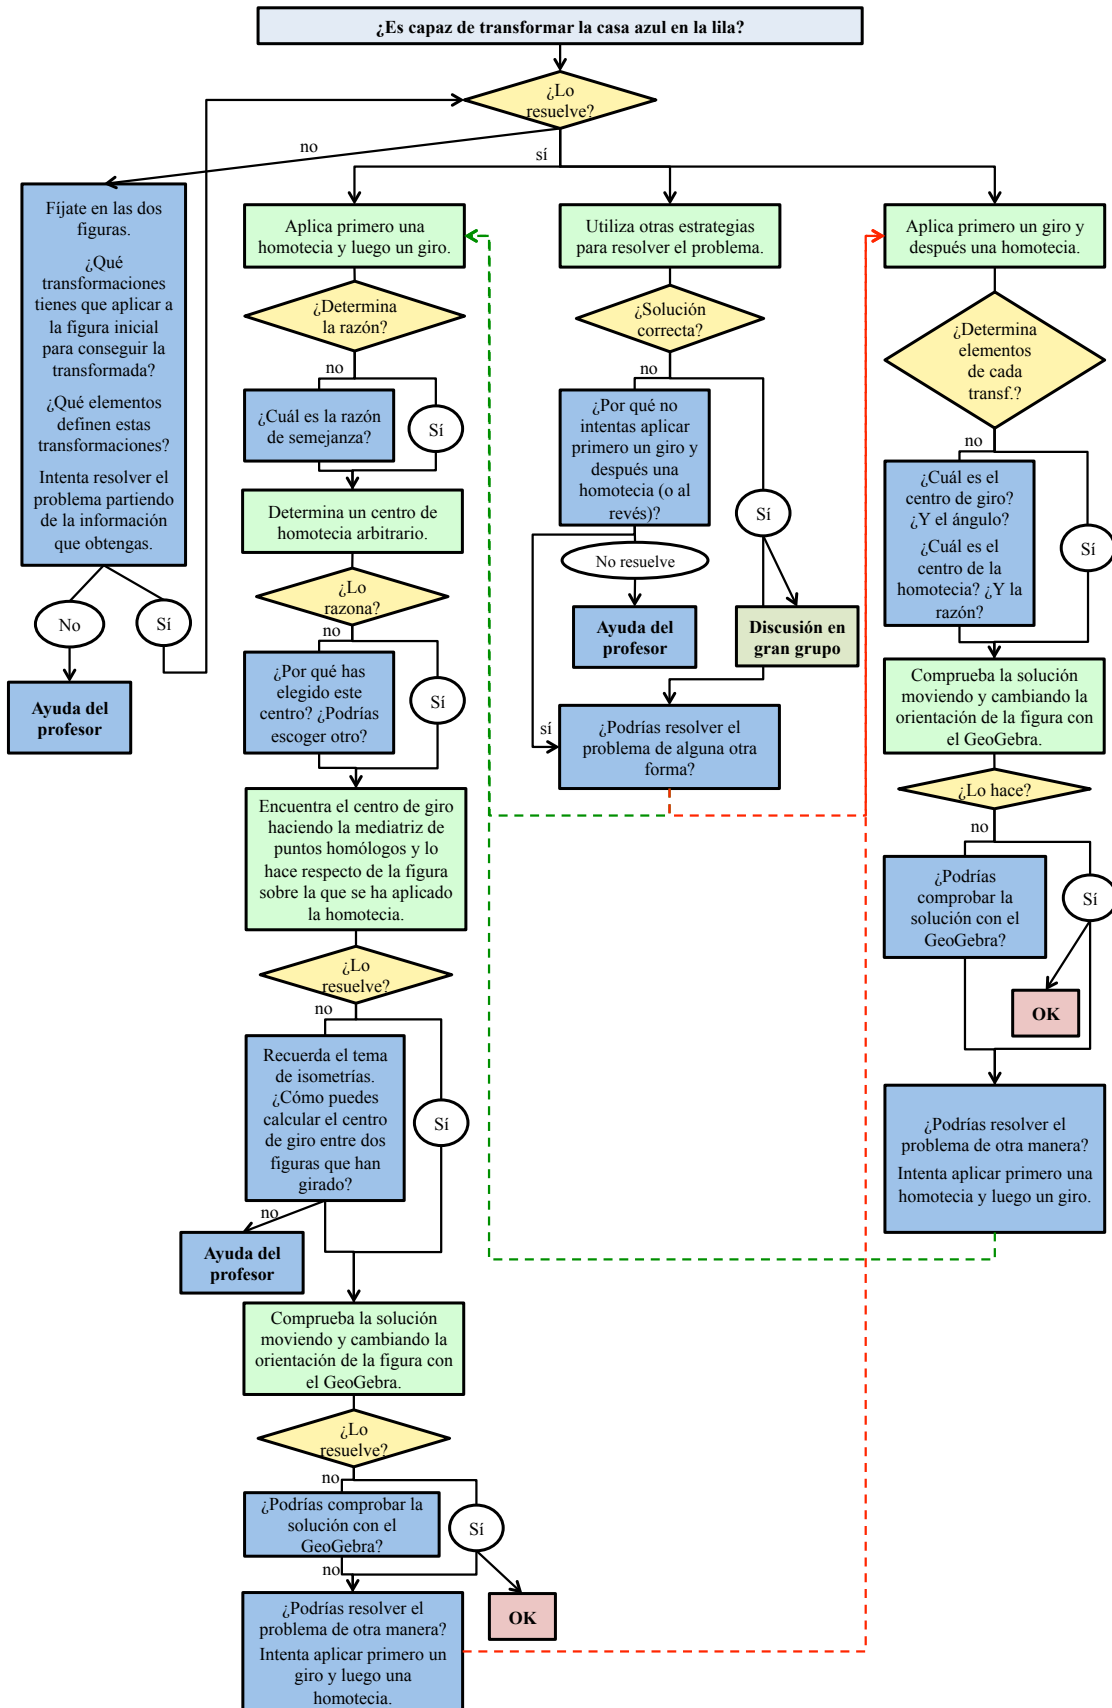 ¿Es capaz de transformar la casa azul en la lila?
¿Lo
resuelve?
no
sí
Fíjate en las dos
figuras.
¿Qué
transformaciones
tienes que aplicar a
la figura inicial
para conseguir la
transformada?
¿Qué elementos
definen estas
transformaciones?
Intenta resolver el
problema partiendo
de la información
que obtengas.
No
Sí
Ayuda del
profesor
Aplica primero una
homotecia y luego un giro.
¿Determina
la razón?
no
¿Cuál es la razón
de semejanza?
Sí
Determina un centro de
homotecia arbitrario.
¿Lo
razona?
no
¿Por qué has
elegido este
centro? ¿Podrías
escoger otro?
Sí
Encuentra el centro de giro
haciendo la mediatriz de
puntos homólogos y lo
hace respecto de la figura
sobre la que se ha aplicado
la homotecia.
¿Lo
resuelve?
no
Recuerda el tema
de isometrías.
¿Cómo puedes
calcular el centro
de giro entre dos
figuras que han
girado?
Sí
no
Ayuda del
profesor
Comprueba la solución
moviendo y cambiando la
orientación de la figura con
el GeoGebra.
¿Lo
resuelve?
no
¿Podrías comprobar la
solución con el
GeoGebra?
Sí
no
OK
¿Podrías resolver el
problema de otra manera?
Intenta aplicar primero un
giro y luego una
homotecia.
Utiliza otras estrategias
para resolver el problema.
¿Solución
correcta?
no
¿Por qué no
intentas aplicar
primero un giro y
después una
homotecia (o al
revés)?
Sí
No resuelve
Ayuda del
profesor
Discusión en
gran grupo
sí
¿Podrías resolver el
problema de alguna otra
forma?
Aplica primero un giro y
después una homotecia.
¿Determina
elementos
de cada
transf.?
no
¿Cuál es el
centro de giro?
¿Y el ángulo?
¿Cuál es el
centro de la
homotecia? ¿Y la
razón?
Sí
Comprueba la solución
moviendo y cambiando la
orientación de la figura con
el GeoGebra.
¿Lo hace?
no
¿Podrías
comprobar la
solución con el
GeoGebra?
Sí
OK
¿Podrías resolver el
problema de otra manera?
Intenta aplicar primero una
homotecia y luego un giro.